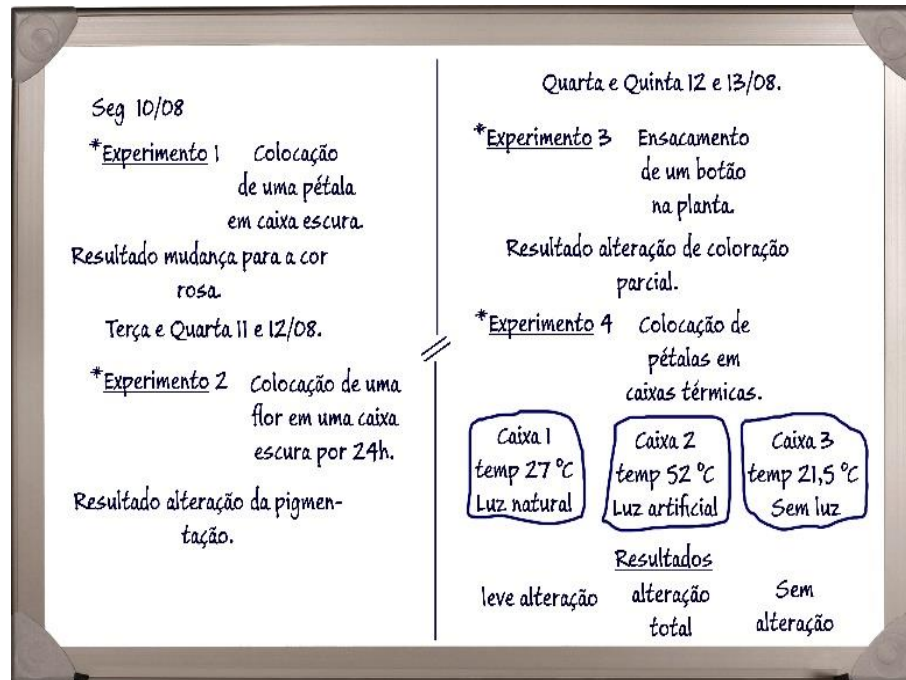 Seg 10/08
*Experimento 1 Colocação
de uma pétala
em caixa escura.
Resultado mudança para a cor
rosa.
Terça e Quarta 11 e 12/08.
*Experimento 2 Colocação de uma
flor em uma caixa
escura por 24h.
Resultado alteração da pigmen-
tação.
Quarta e Quinta 12 e 13/08.
*Experimento 3 Ensacamento
de um botão
na planta.
Resultado alteração de coloração
parcial.
*Experimento 4 Colocação de
pétalas em
caixas térmicas.
Caixa 1
temp 27 °C
Luz natural
Caixa 2
temp 52 °C
Luz artificial
Caixa 3
temp 21,5 °C
Sem luz
Resultados
leve alteração
alteração
total
Sem
alteração